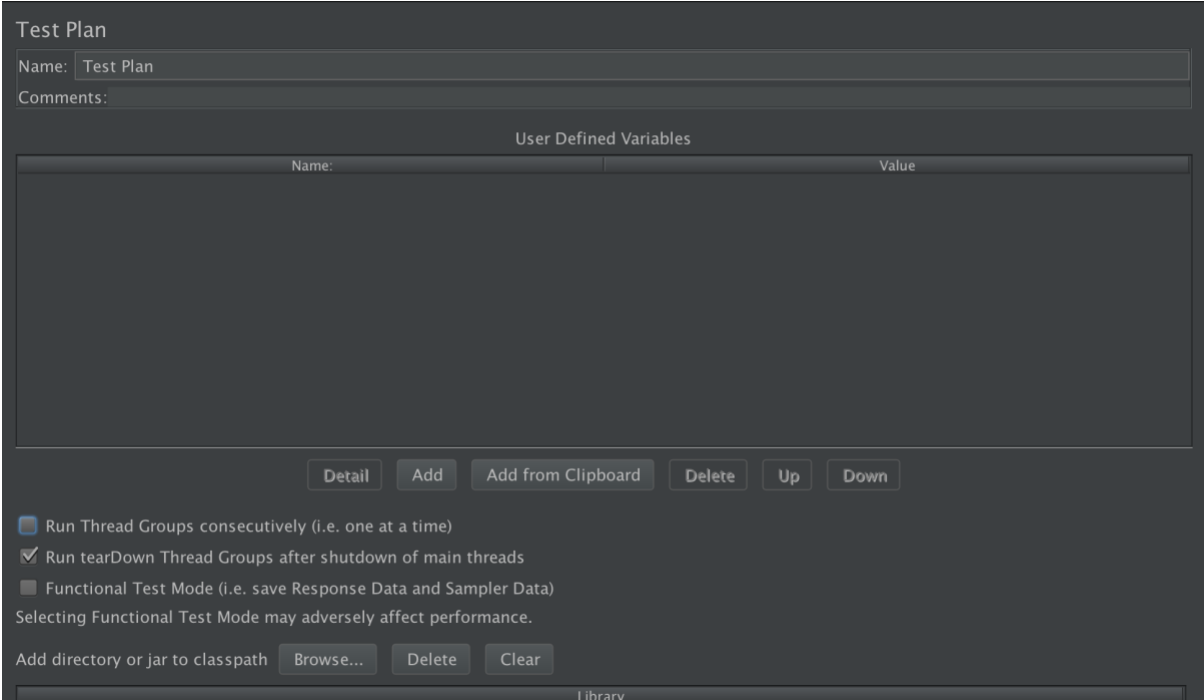 Test Plan
Name: Test Plan
Comments:
User Defined Variables
Name: Value
Detail Add Add from Clipboard Delete Up Down
Run Thread Groups consecutively (i.e. one at a time)
Run tearDown Thread Groups after shutdown of main threads
Functional Test Mode (i.e. save Response Data and Sampler Data)
Selecting Functional Test Mode may adversely affect performance.
Add directory or jar to classpath Browse... Delete Clear
Library